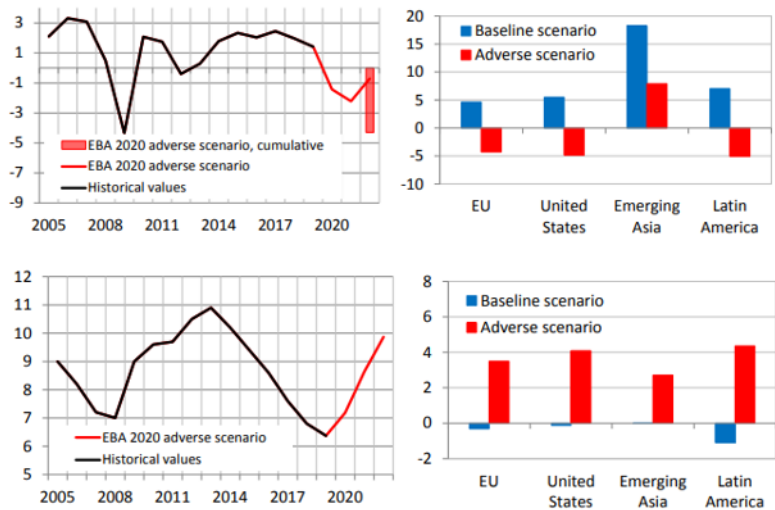 3
1
-1
-3
-5
-7
-9
EBA 2020 adverse scenario, cumulative
EBA 2020 adverse scenario
Historical values
2005 2008 2011 2014 2017 2020
20
15
10
5
0
-5
-10
Baseline scenario
Adverse scenario
EU United States Emerging Asia Latin America
12
11
10
9
8
7
6
5
EBA 2020 adverse scenario
Historical values
2005 2008 2011 2014 2017 2020
8
6
4
2
0
-2
Baseline scenario
Adverse scenario
EU United States Emerging Asia Latin America